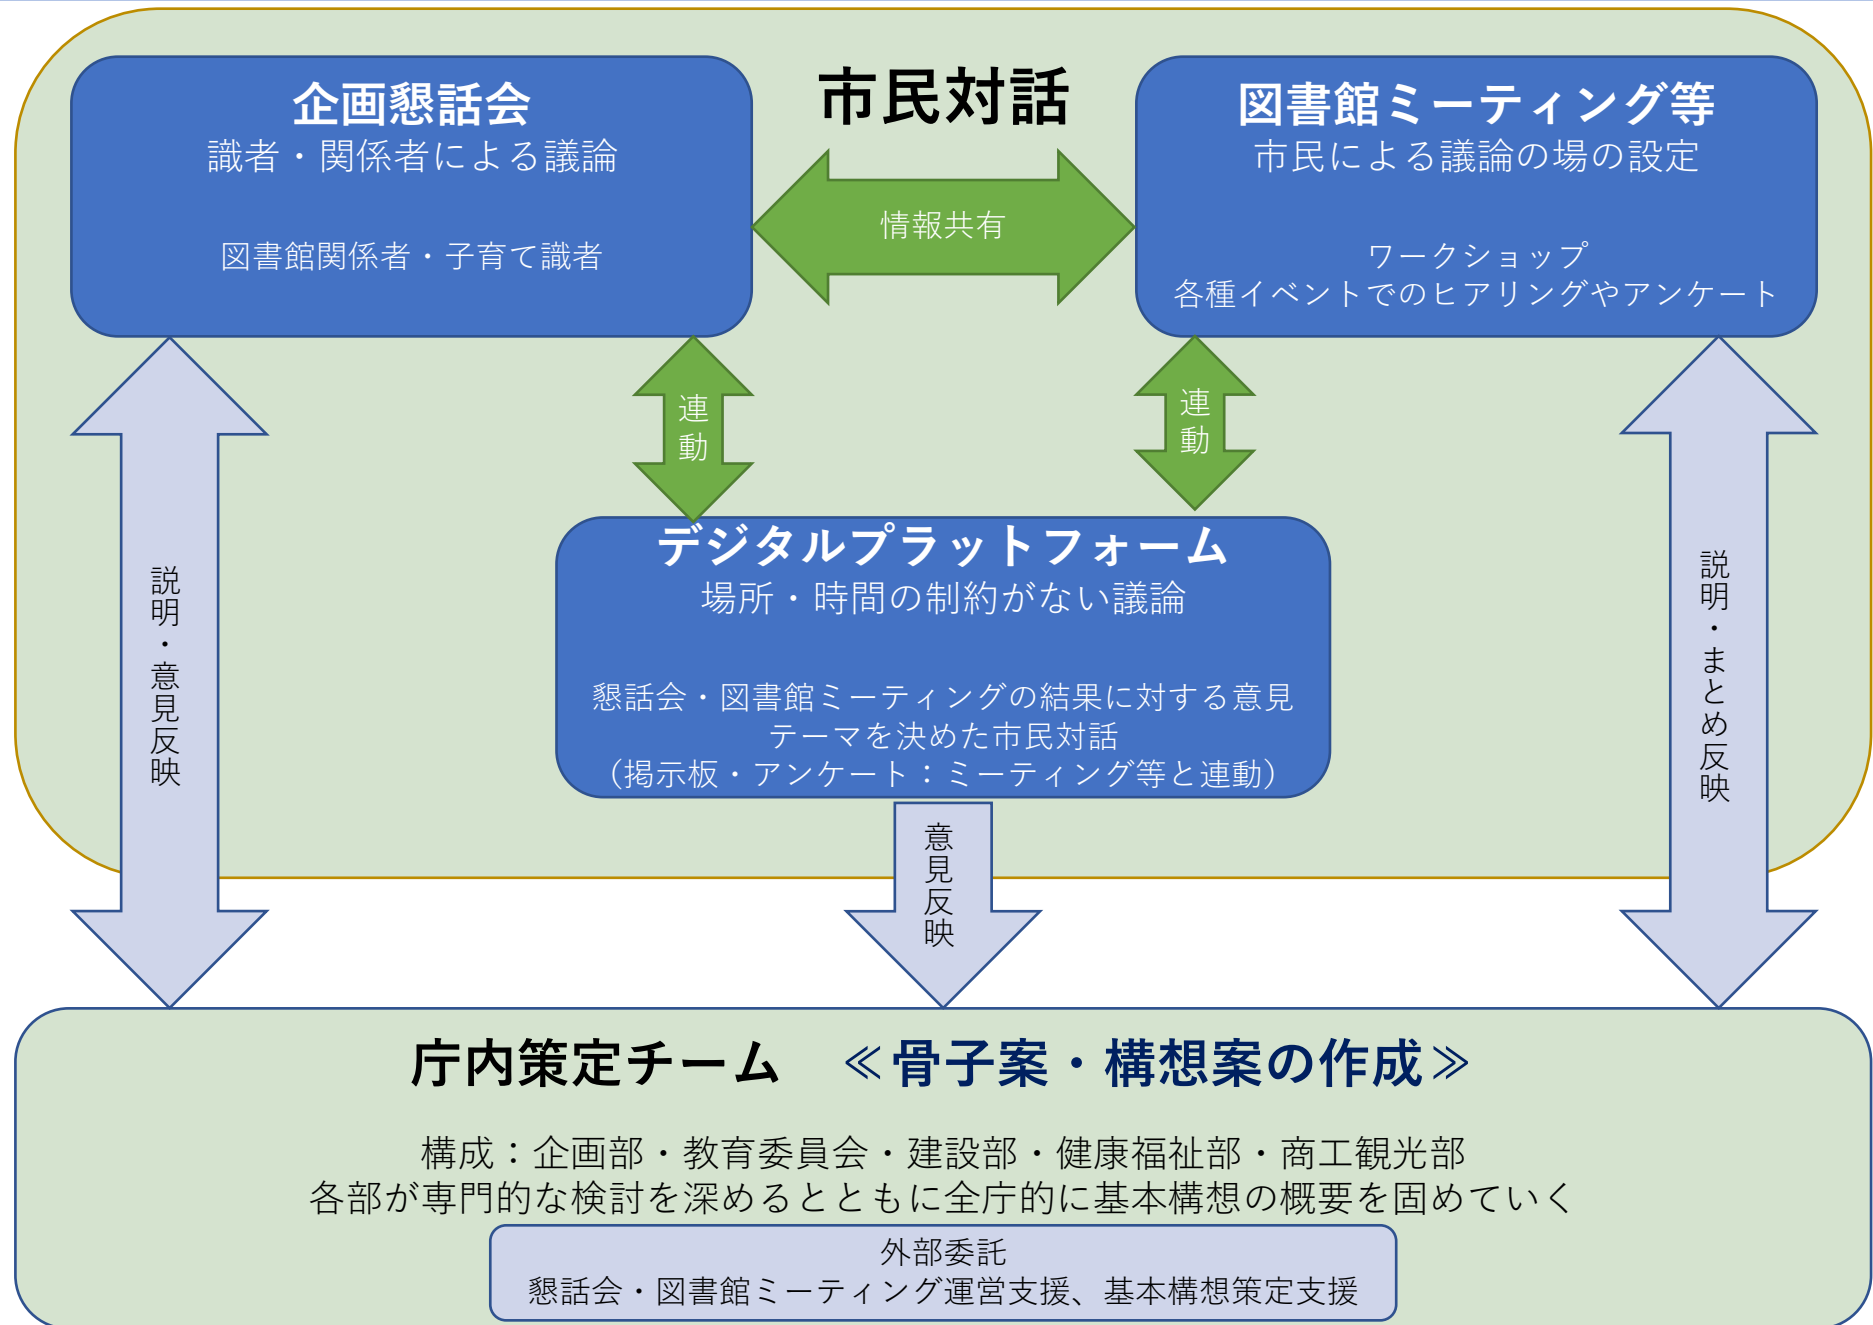 市民対話
企画懇話会
識者・関係者による議論
図書館関係者・子育て識者
情報共有
図書館ミーティング等
市民による議論の場の設定
ワークショップ
各種イベントでのヒアリングやアンケート
連動
連動
デジタルプラットフォーム
場所・時間の制約がない議論
懇話会・図書館ミーティングの結果に対する意見
テーマを決めた市民対話
（掲示板・アンケート：ミーティング等と連動）
説明・意見反映
意見反映
説明・まとめ反映
庁内策定チーム　≪骨子案・構想案の作成≫
構成：企画部・教育委員会・建設部・健康福祉部・商工観光部
各部が専門的な検討を深めるとともに全庁的に基本構想の概要を固めていく
外部委託
懇話会・図書館ミーティング運営支援、基本構想策定支援